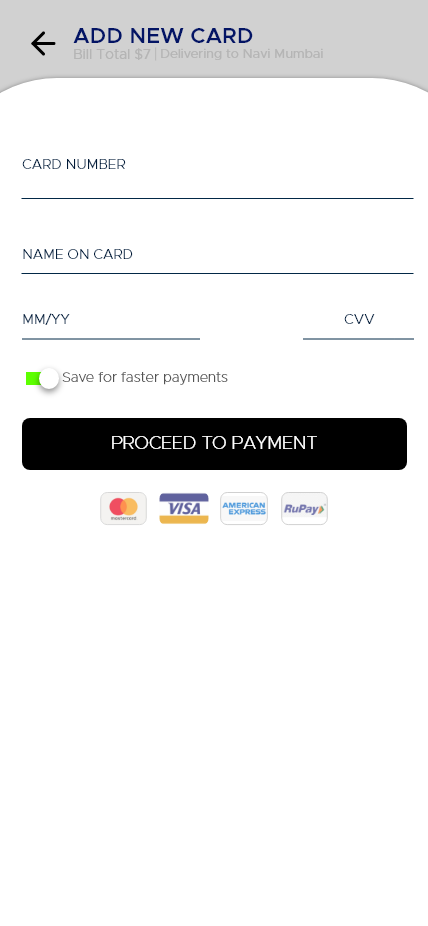 ADD NEW CARD
Bill Total $7 | Delivering to Navi Mumbai
CARD NUMBER
NAME ON CARD
MM/YY CVV
Save for faster payments
PROCEED TO PAYMENT
mastercard VISA AMERICAN EXPRESS RuPay